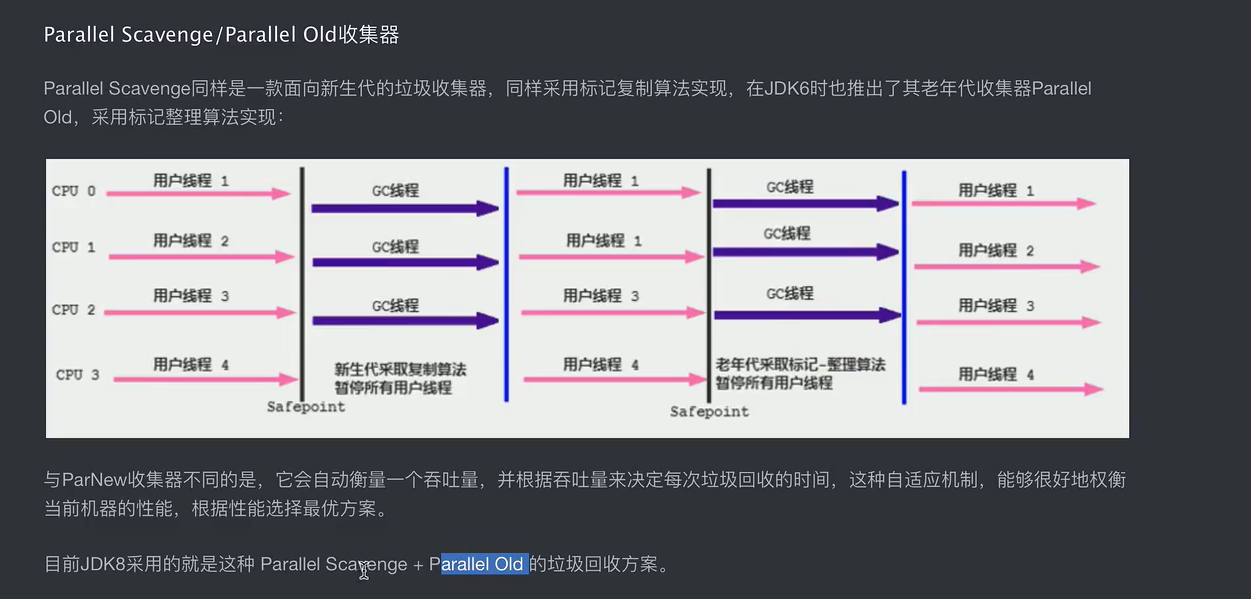 Parallel Scavenge/Parallel Old收集器
Parallel Scavenge同样是一款面向新生代的垃圾收集器，同样采用标记复制算法实现，在JDK6时也推出了其老年代收集器Parallel
Old，采用标记整理算法实现：
CPU 0 用户线程 1 GC线程 用户线程 1 GC线程 用户线程 1
CPU 1 用户线程 2 GC线程 用户线程 1 GC线程 用户线程 2
CPU 2 用户线程 3 GC线程 用户线程 3 GC线程 用户线程 3
CPU 3 用户线程 4 新生代采取复制算法 用户线程 4 老年代采取标记-整理算法 用户线程 4
暂停所有用户线程 暂停所有用户线程
Safepoint Safepoint
与ParNew收集器不同的是，它会自动衡量一个吞吐量，并根据吞吐量来决定每次垃圾回收的时间，这种自适应机制，能够很好地权衡
当前机器的性能，根据性能选择最优方案。
目前JDK8采用的就是这种 Parallel Scavenge + Parallel Old 的垃圾回收方案。